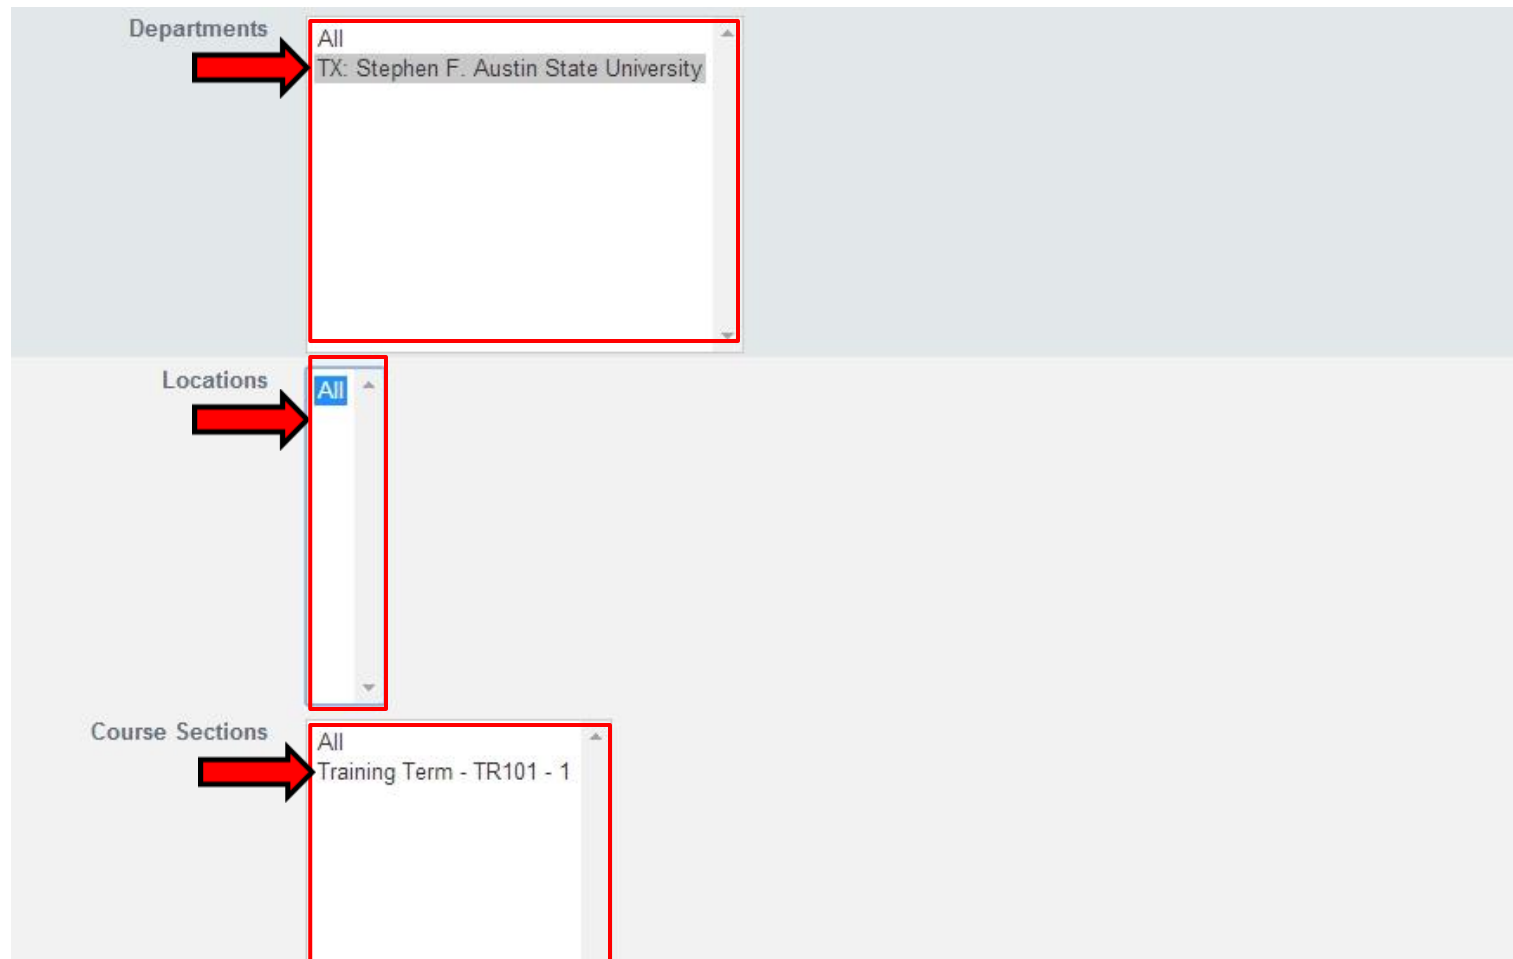 Departments
All
TX: Stephen F. Austin State University
Locations
All
Course Sections
All
Training Term - TR101 - 1